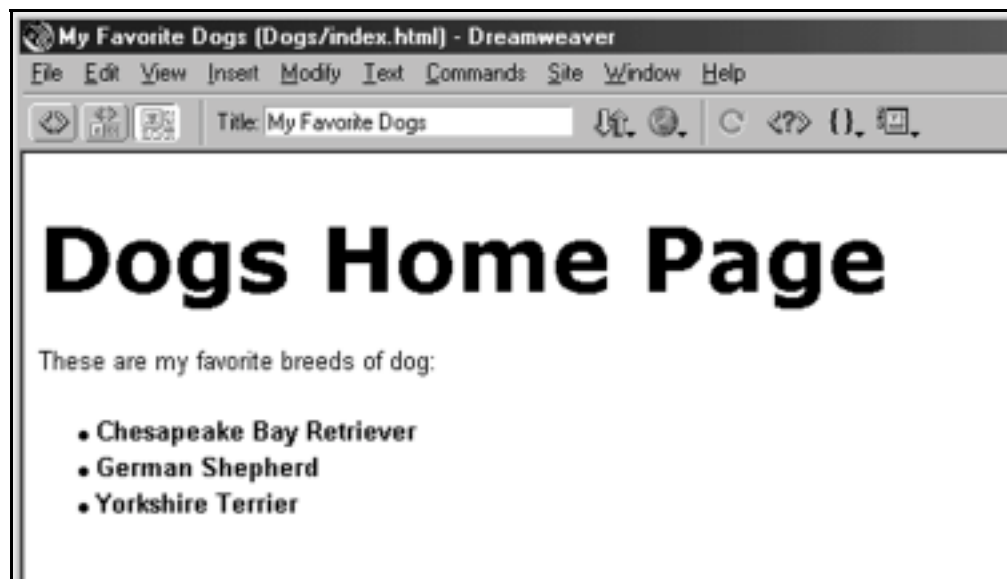 My Favorite Dogs (Dogs/index.html) - Dreamweaver
File Edit View Insert Modify Text Commands Site Window Help
Title: My Favorite Dogs <?> {}
Dogs Home Page
These are my favorite breeds of dog:
• Chesapeake Bay Retriever
• German Shepherd
• Yorkshire Terrier